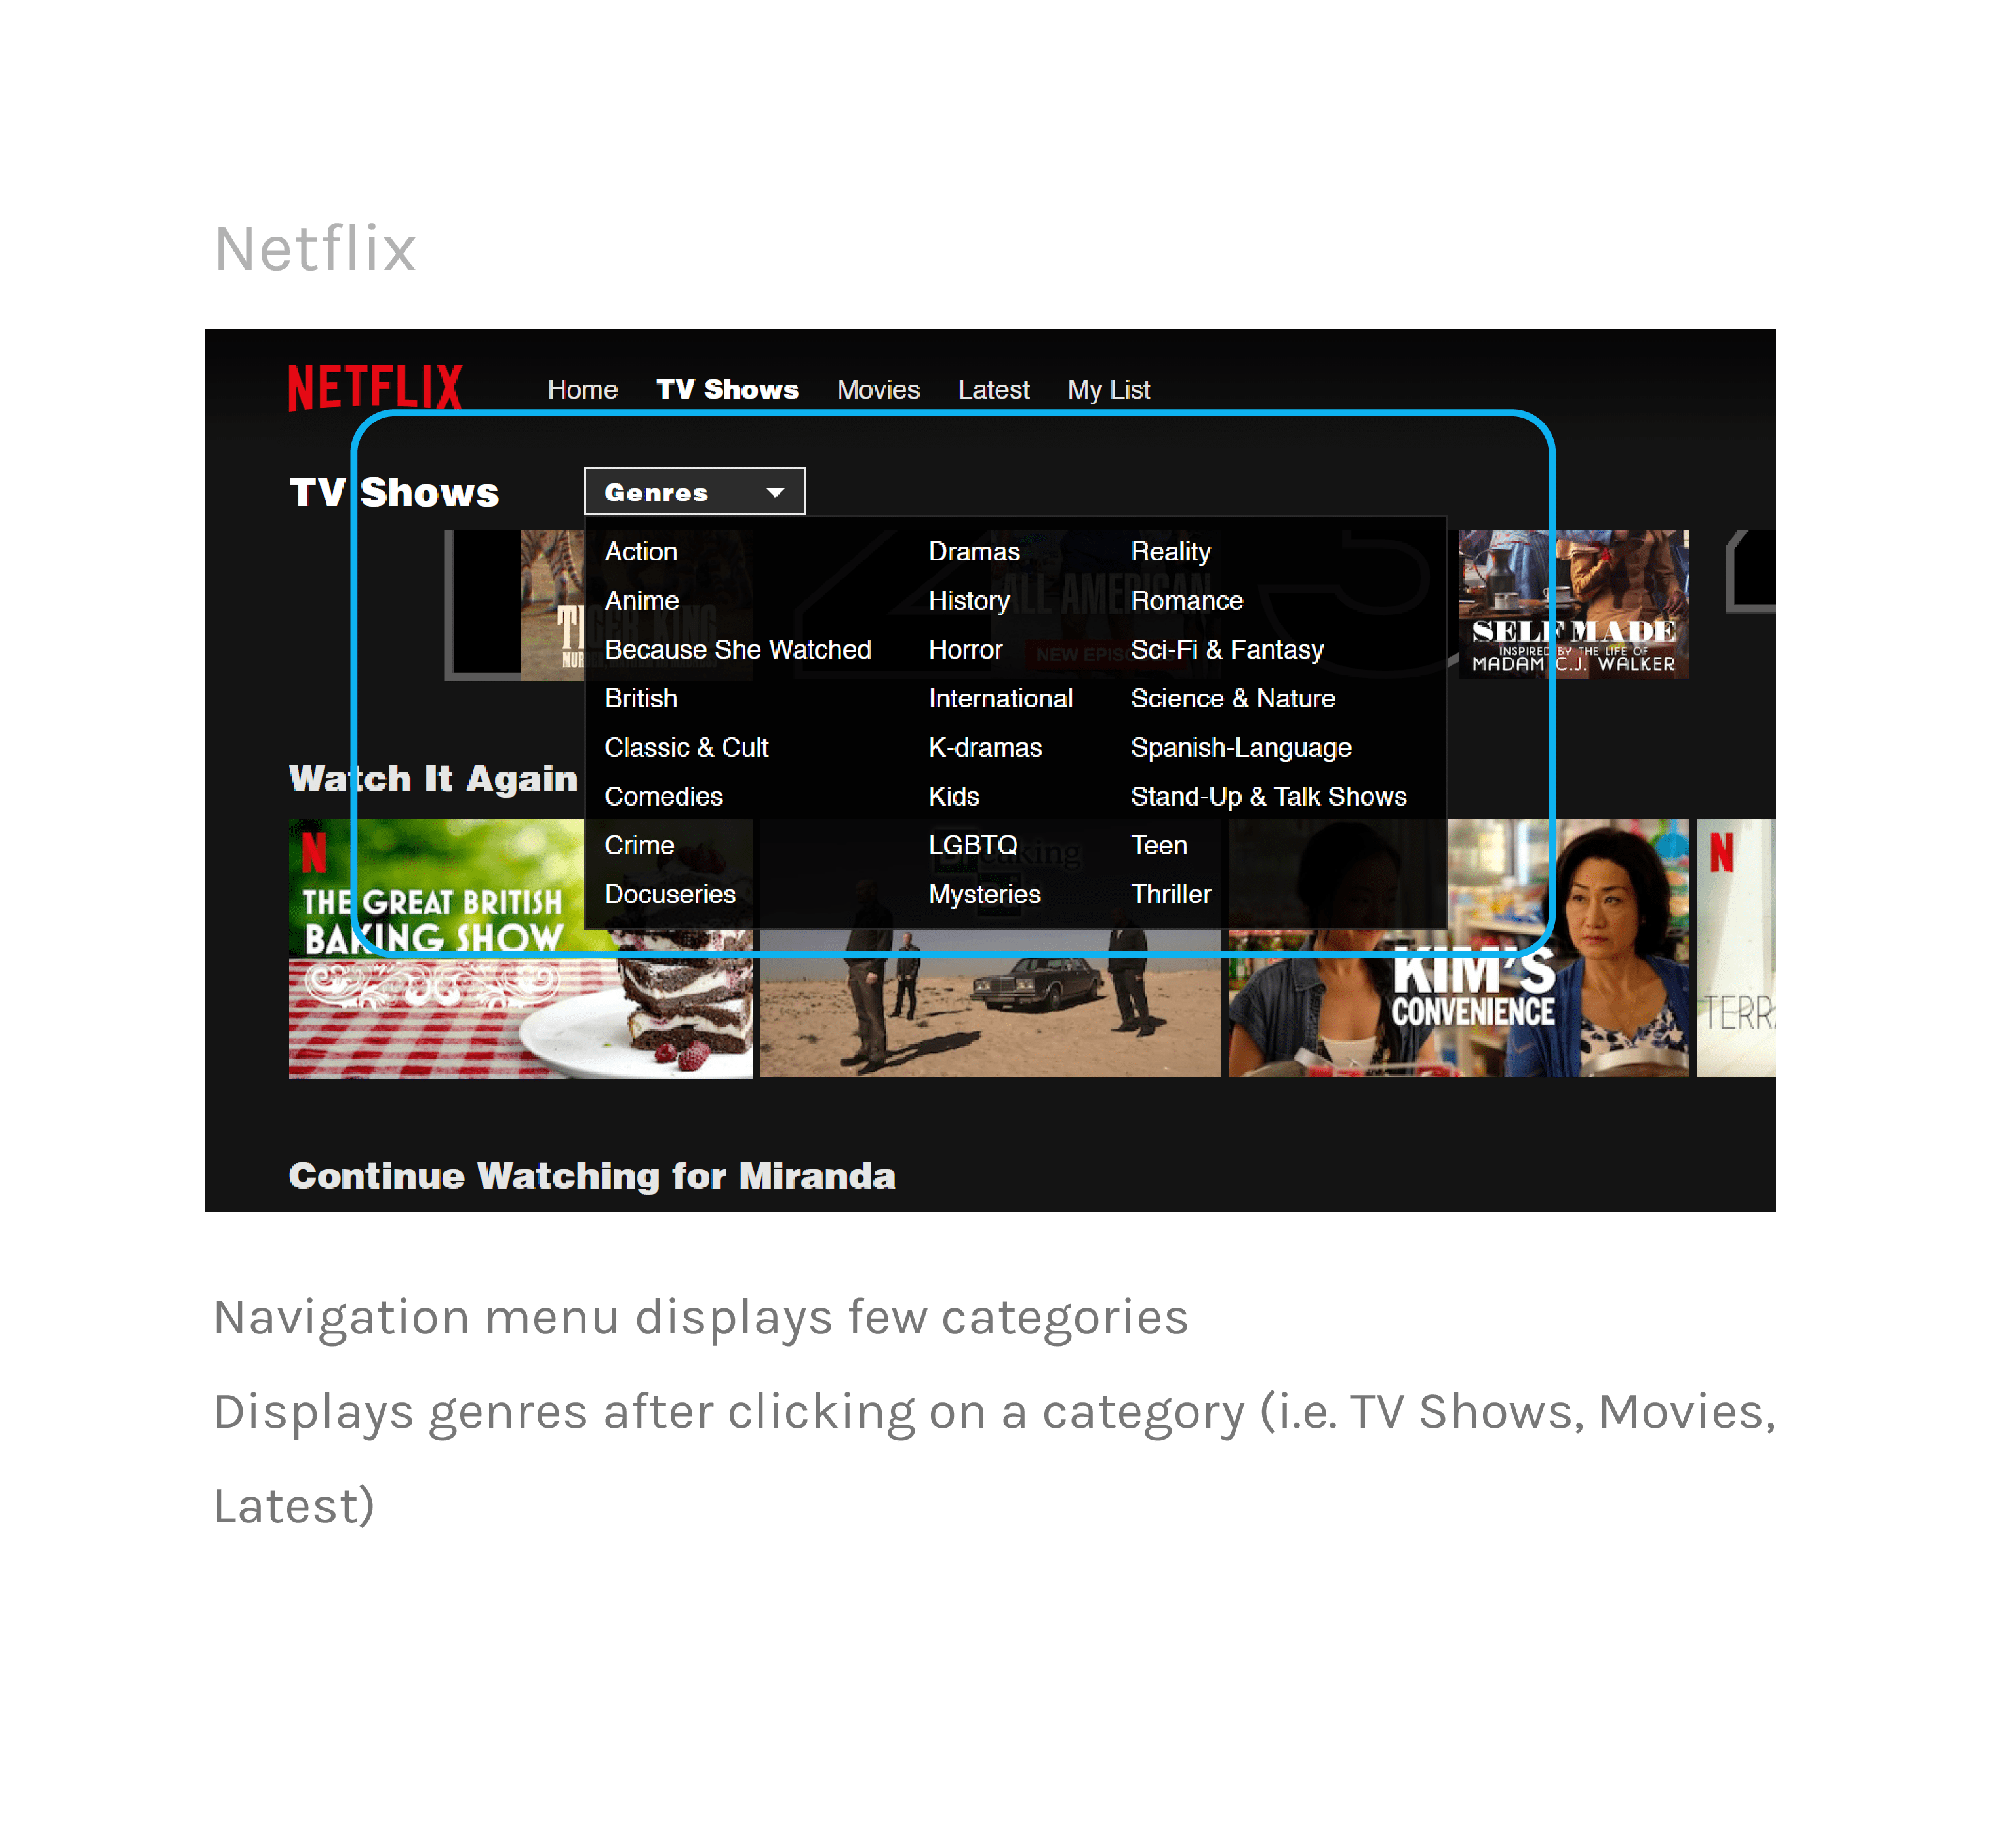 Netflix
NETFLIX Home TV Shows Movies Latest My List
TV Shows Genres
Action Dramas Reality
Anime History Romance
Because She Watched Horror Sci-Fi & Fantasy
British International Science & Nature
Classic & Cult K-dramas Spanish-Language
Comedies Kids Stand-Up & Talk Shows
Crime LGBTQ Teen
Docuseries Mysteries Thriller
TIGER KING
ALL AMERICAN
SELF MADE
INSPIRED BY THE LIFE OF
MADAM C.J. WALKER
Watch It Again
N
THE GREAT BRITISH
BAKING SHOW
KIM'S
CONVENIENCE
N
Continue Watching for Miranda
Navigation menu displays few categories
Displays genres after clicking on a category (i.e. TV Shows, Movies,
Latest)